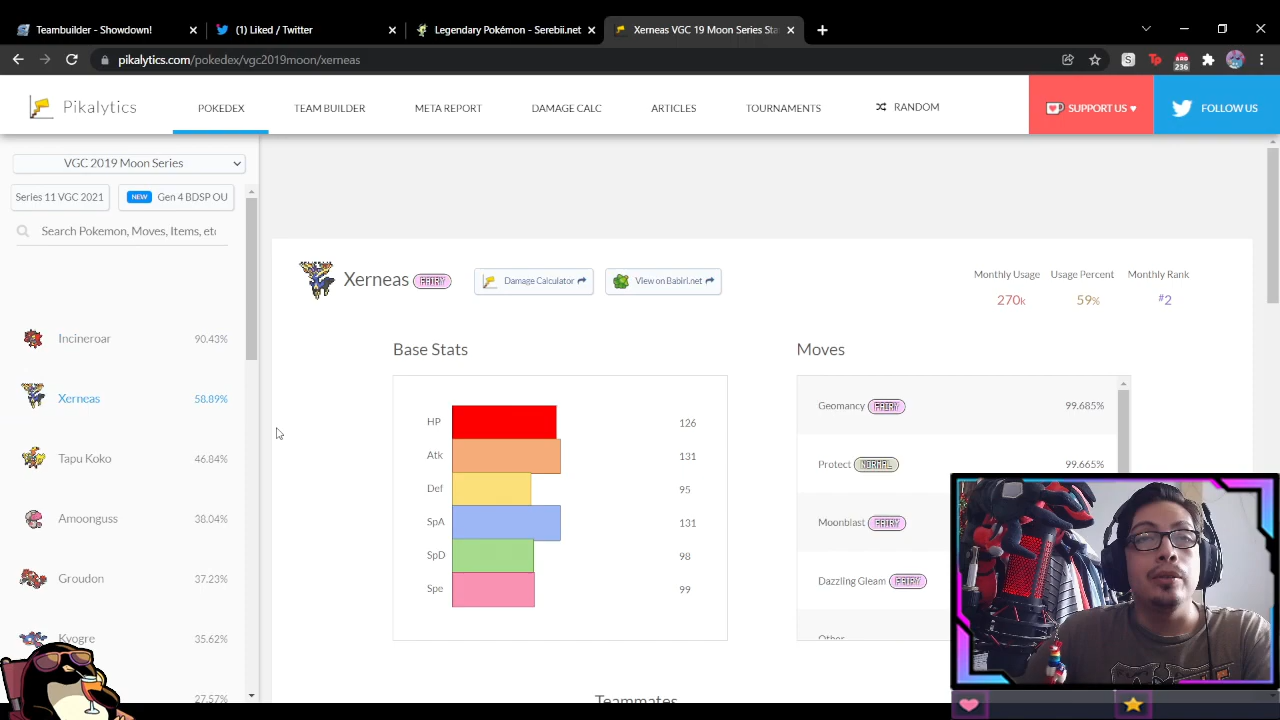 Teambuilder - Showdown!
(1) Liked / Twitter
Legendary Pokémon - Serebii.net
Xerneas VGC 19 Moon Series Sta
pikalytics.com/pokedex/vgc2019moon/xerneas
236
Pikalytics
POKEDEX
TEAM BUILDER
META REPORT
DAMAGE CALC
ARTICLES
TOURNAMENTS
RANDOM
SUPPORT US ♥
FOLLOW US
VGC 2019 Moon Series
Series 11 VGC 2021
NEW Gen 4 BDSP OU
Search Pokemon, Moves, Items, etc
Incineroar 90.43%
Xerneas 58.89%
Tapu Koko 46.84%
Amoonguss 38.04%
Groudon 37.23%
Kyogre 35.62%
27.57%
Xerneas FAIRY
Damage Calculator
View on Babiri.net
Monthly Usage Usage Percent Monthly Rank
270k 59% #2
Base Stats
HP 126
Atk 131
Def 95
SpA 131
SpD 98
Spe 99
Moves
Geomancy FAIRY 99.685%
Protect NORMAL 99.665%
Moonblast FAIRY
Dazzling Gleam FAIRY
Other
Teammates